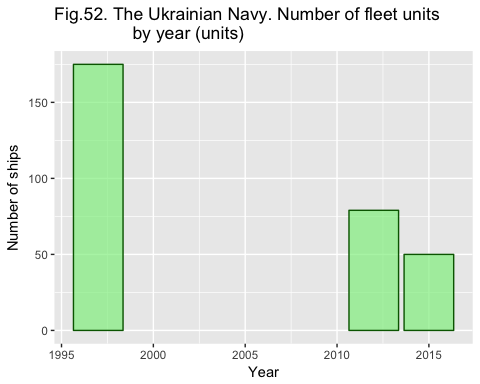 Fig.52. The Ukrainian Navy. Number of fleet units
by year (units)
Number of ships
150
100
50
0
1995 2000 2005 2010 2015
Year